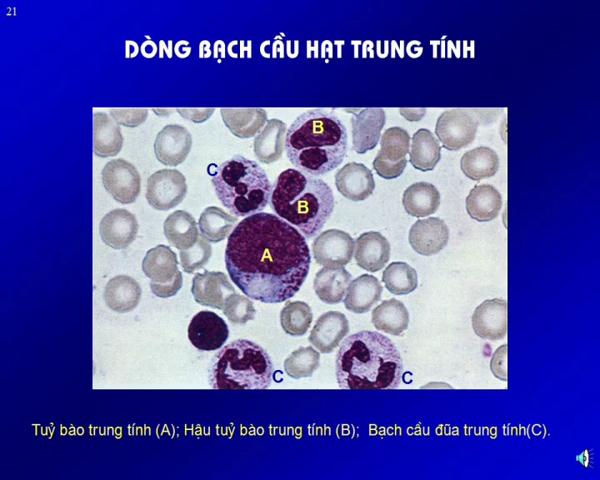 21
DÒNG BẠCH CẦU HẠT TRUNG TÍNH
B
C
B
A
C
C
Tuỷ bào trung tính (A); Hậu tuỷ bào trung tính (B); Bạch cầu đũa trung tính(C).